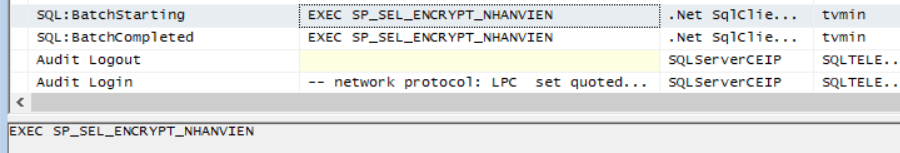 SQL:BatchStarting EXEC SP_SEL_ENCRYPT_NHANVIEN .Net SqlClie... tvmin
SQL:BatchCompleted EXEC SP_SEL_ENCRYPT_NHANVIEN .Net SqlClie... tvmin
Audit Logout SQLServerCEIP SQLTELE...
Audit Login -- network protocol: LPC set quoted... SQLServerCEIP SQLTELE...
EXEC SP_SEL_ENCRYPT_NHANVIEN